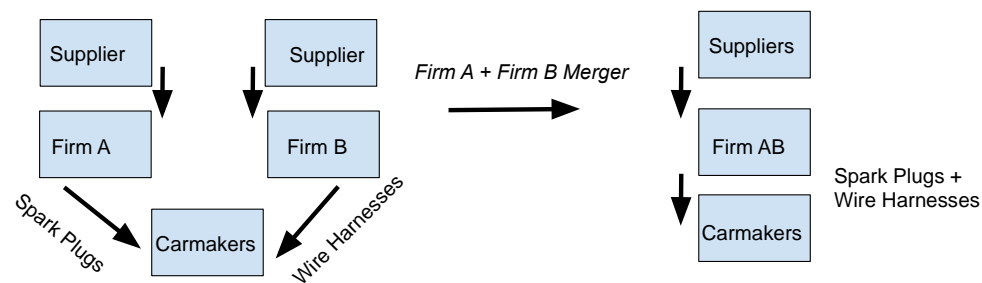 Supplier
Supplier
Firm A + Firm B Merger
Suppliers
Firm A
Firm B
Firm AB
Spark Plugs
Wire Harnesses
Carmakers
Spark Plugs +
Wire Harnesses
Carmakers